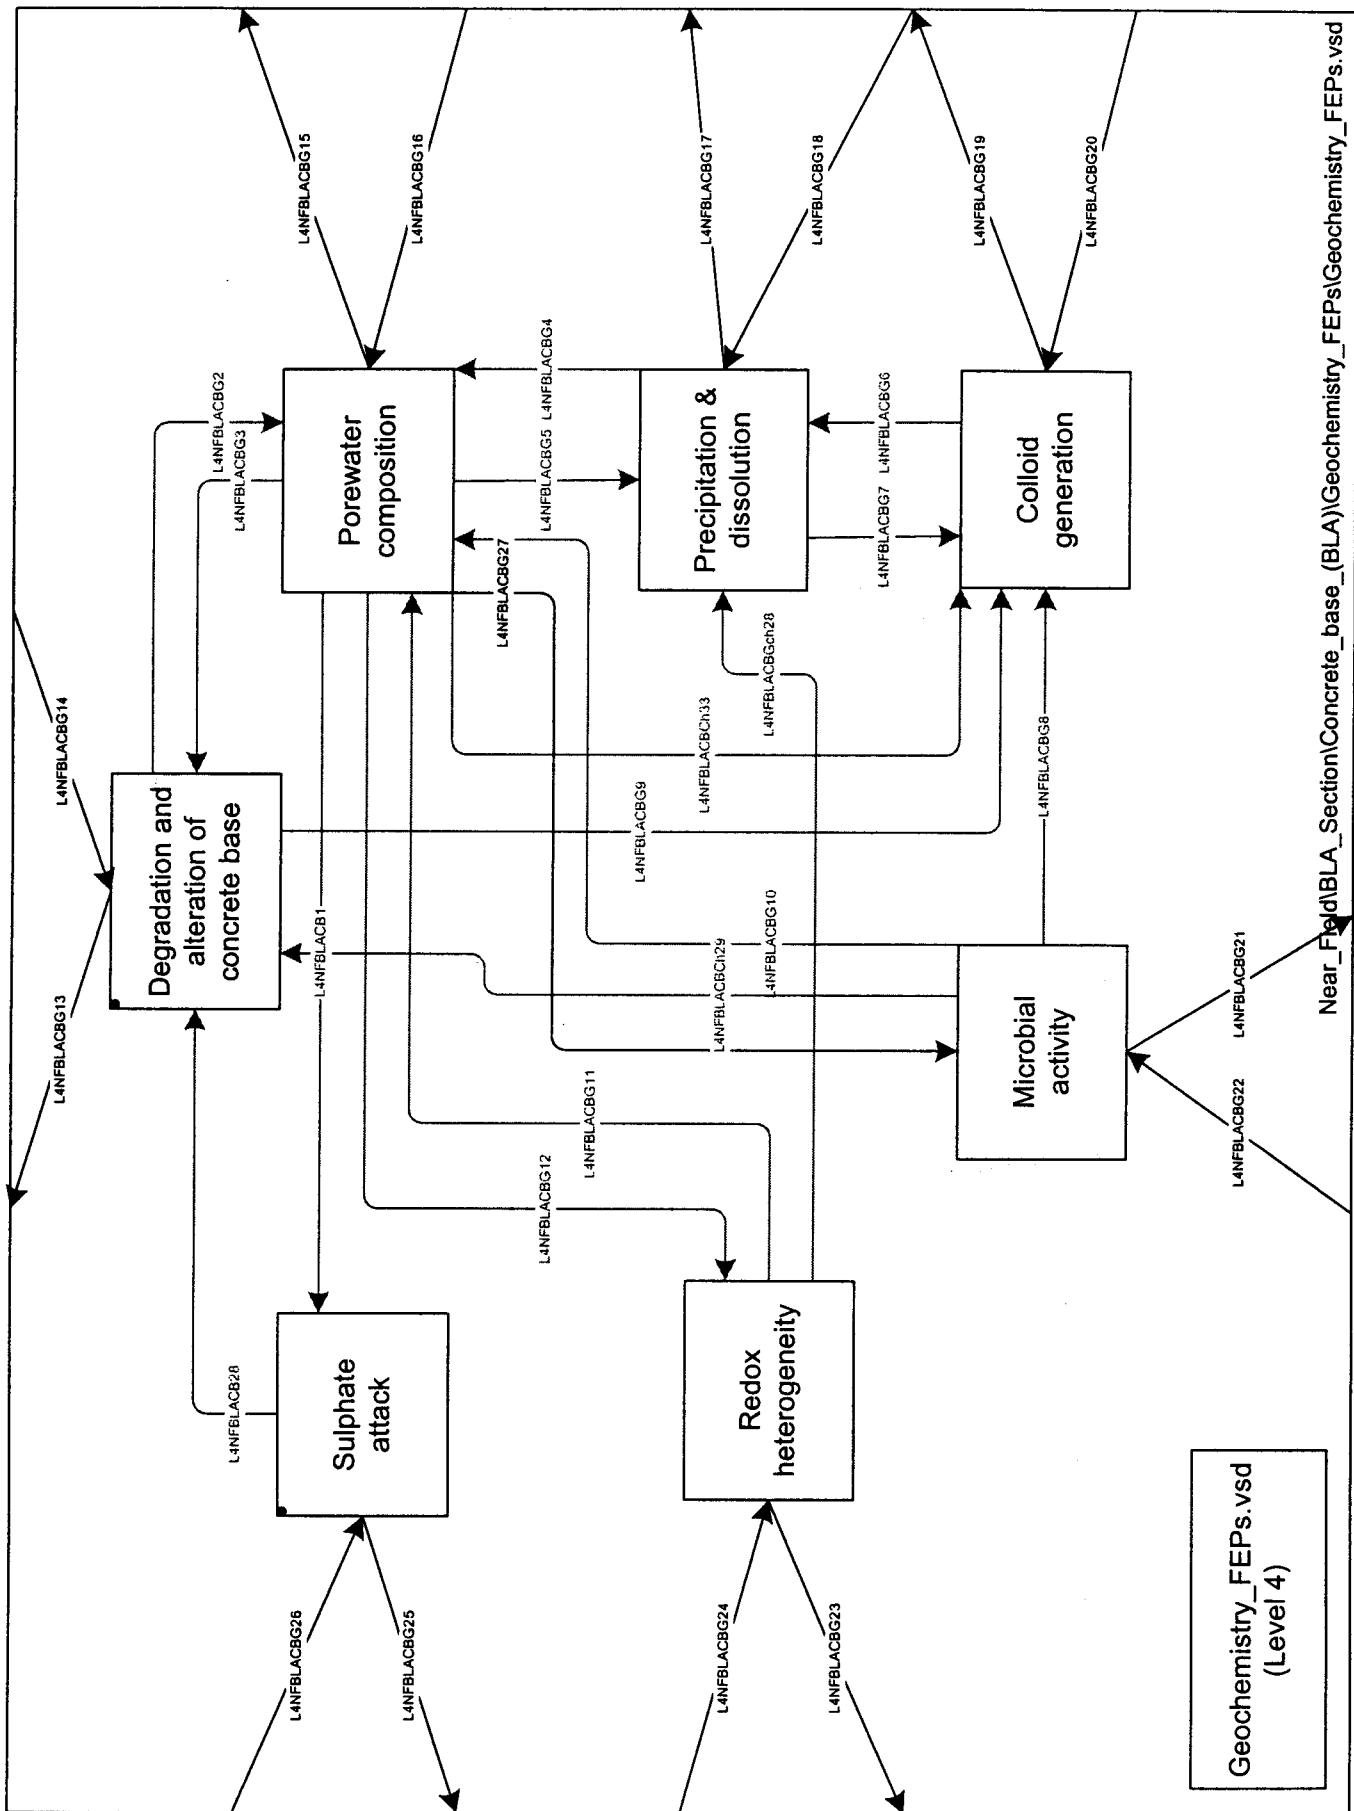 L4NFBLACBG13
L4NFBLACBG14
Degradation and
alteration of
concrete base
L4NFBLACB28
L4NFBLACBG2
L4NFBLACBG3
L4NFBLACBG26
L4NFBLACBG25
Sulphate
attack
L4NFBLACB1
Porewater
composition
L4NFBLACBG15
L4NFBLACBG16
L4NFBLACBG27
L4NFBLACBG5
L4NFBLACBG4
L4NFBLACBG12
L4NFBLACBG11
L4NFBLACBG9
L4NFBLACBCh33
L4NFBLACBGch28
L4NFBLACBCh29
L4NFBLACBG10
L4NFBLACBG24
L4NFBLACBG23
Redox
heterogeneity
Precipitation &
dissolution
L4NFBLACBG17
L4NFBLACBG18
L4NFBLACBG7
L4NFBLACBG6
L4NFBLACBG8
Microbial
activity
Colloid
generation
L4NFBLACBG19
L4NFBLACBG20
L4NFBLACBG22
L4NFBLACBG21
Geochemistry_FEPs.vsd
(Level 4)
Near_Field\BLA_Section\Concrete_base_(BLA)\Geochemistry_FEPs\Geochemistry_FEPs.vsd